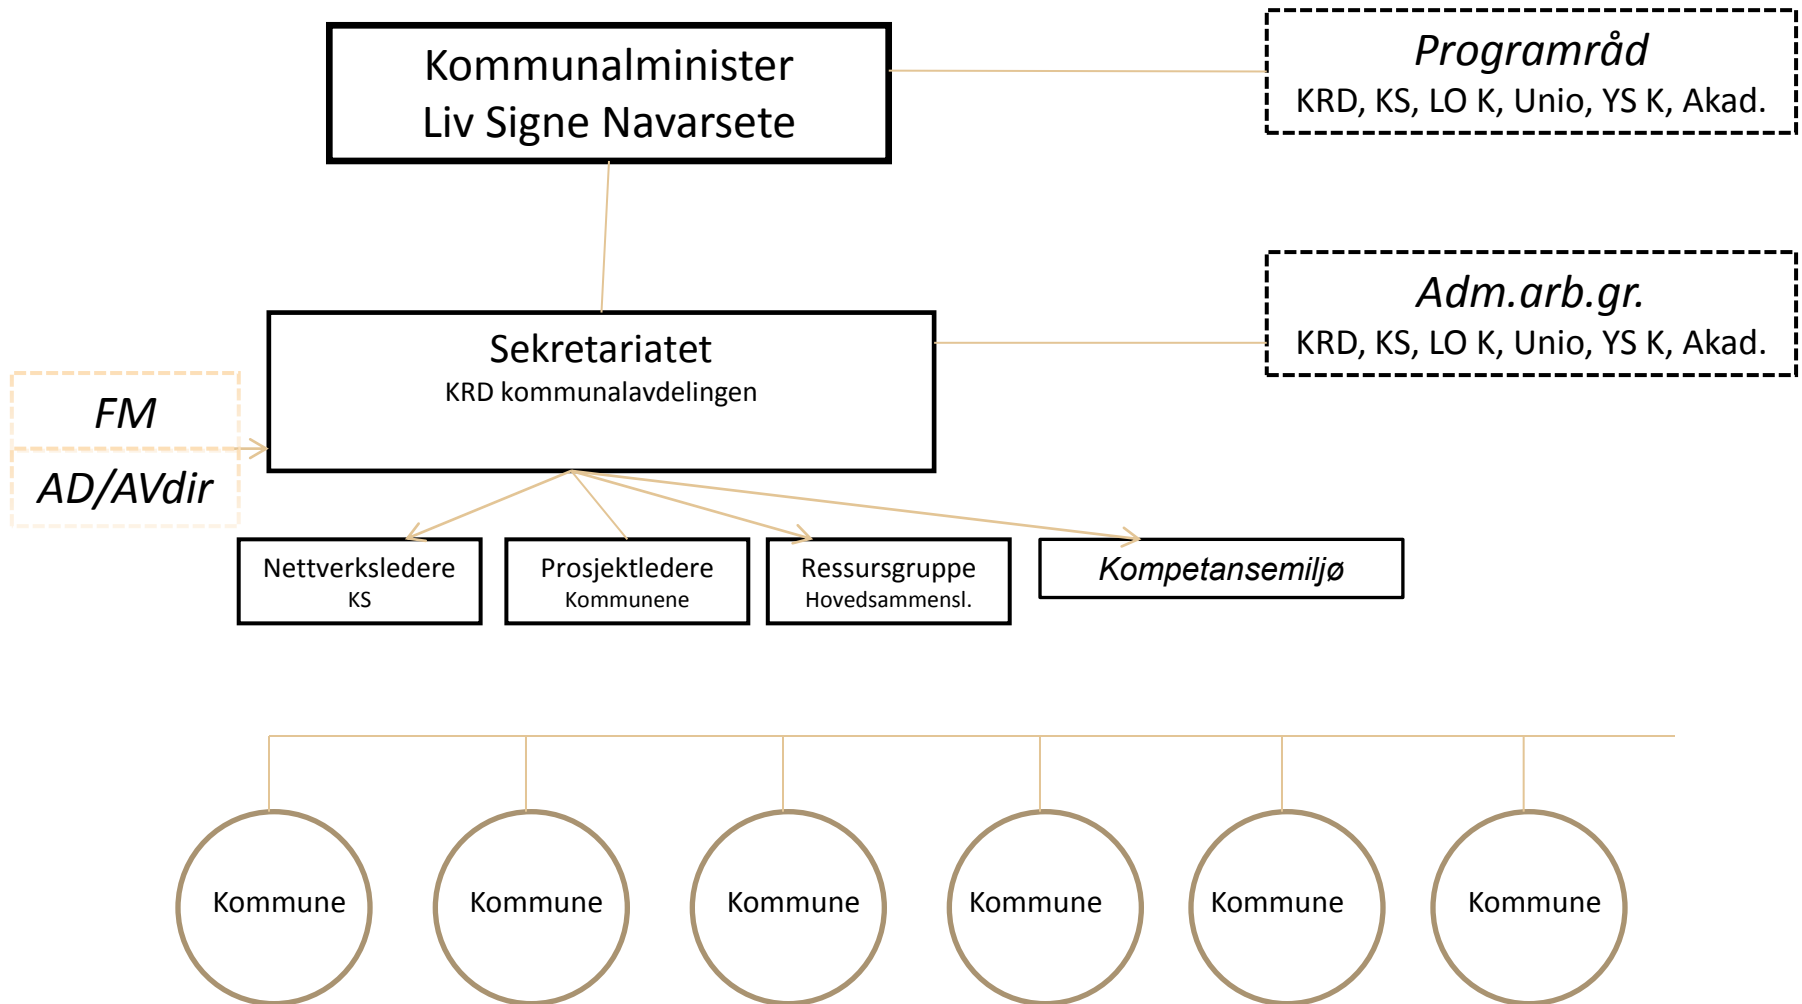 Kommunalminister
Liv Signe Navarsete
Programråd
KRD, KS, LO K, Unio, YS K, Akad.
Adm.arb.gr.
KRD, KS, LO K, Unio, YS K, Akad.
Sekretariatet
KRD kommunalavdelingen
FM
AD/AVdir
Nettverksledere
KS
Prosjektledere
Kommunene
Ressursgruppe
Hovedsammensl.
Kompetansemiljø
Kommune
Kommune
Kommune
Kommune
Kommune
Kommune